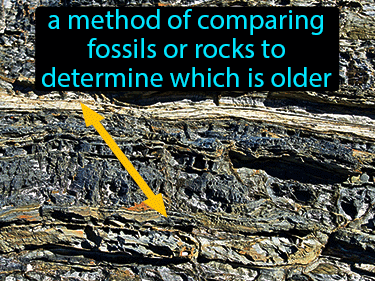 a method of comparing
fossils or rocks to
determine which is older